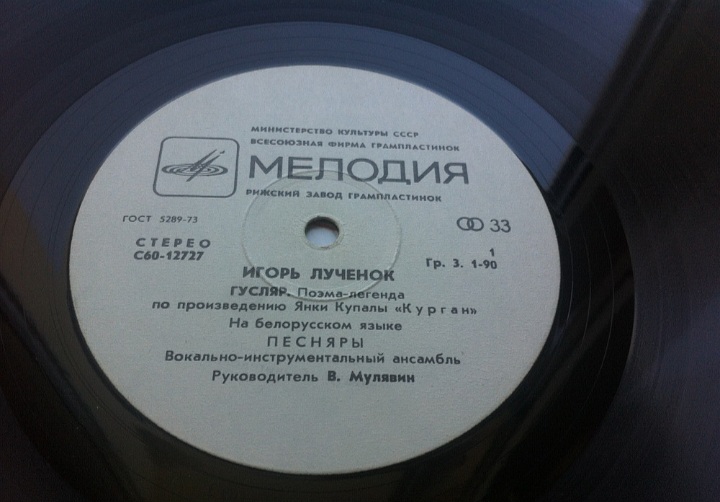 МИНИСТЕРСТВО КУЛЬТУРЫ СССР
ВСЕСОЮЗНАЯ ФИРМА ГРАМПЛАСТИНОК
МЕЛОДИЯ
РИЖСКИЙ ЗАВОД ГРАМПЛАСТИНОК
ГОСТ 5289-73
33
СТЕРЕО
С60-12727
1
Гр. 3. 1-90
ИГОРЬ ЛУЧЕНОК
ГУСЛЯР. Поэма-легенда
по произведению Янки Купалы «Курган»
На белорусском языке
ПЕСНЯРЫ
Вокально-инструментальный ансамбль
Руководитель В. Мулявин